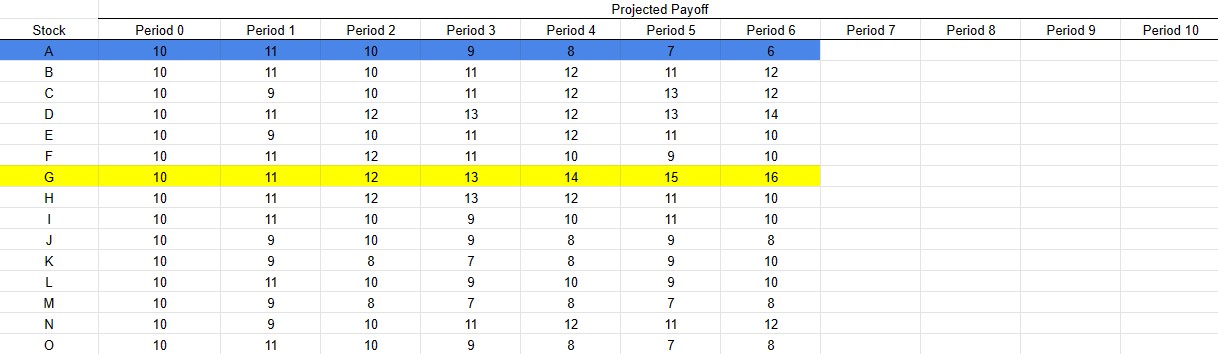 Projected Payoff
Stock Period 0 Period 1 Period 2 Period 3 Period 4 Period 5 Period 6 Period 7 Period 8 Period 9 Period 10
A 10 11 10 9 8 7 6
B 10 11 10 11 12 11 12
C 10 9 10 11 12 13 12
D 10 11 12 13 12 13 14
E 10 9 10 11 12 11 10
F 10 11 12 11 10 9 10
G 10 11 12 13 14 15 16
H 10 11 12 13 12 11 10
I 10 11 10 9 10 11 10
J 10 9 10 9 8 9 8
K 10 9 8 7 8 9 10
L 10 11 10 9 10 9 10
M 10 9 8 7 8 7 8
N 10 9 10 11 12 11 12
O 10 11 10 9 8 7 8